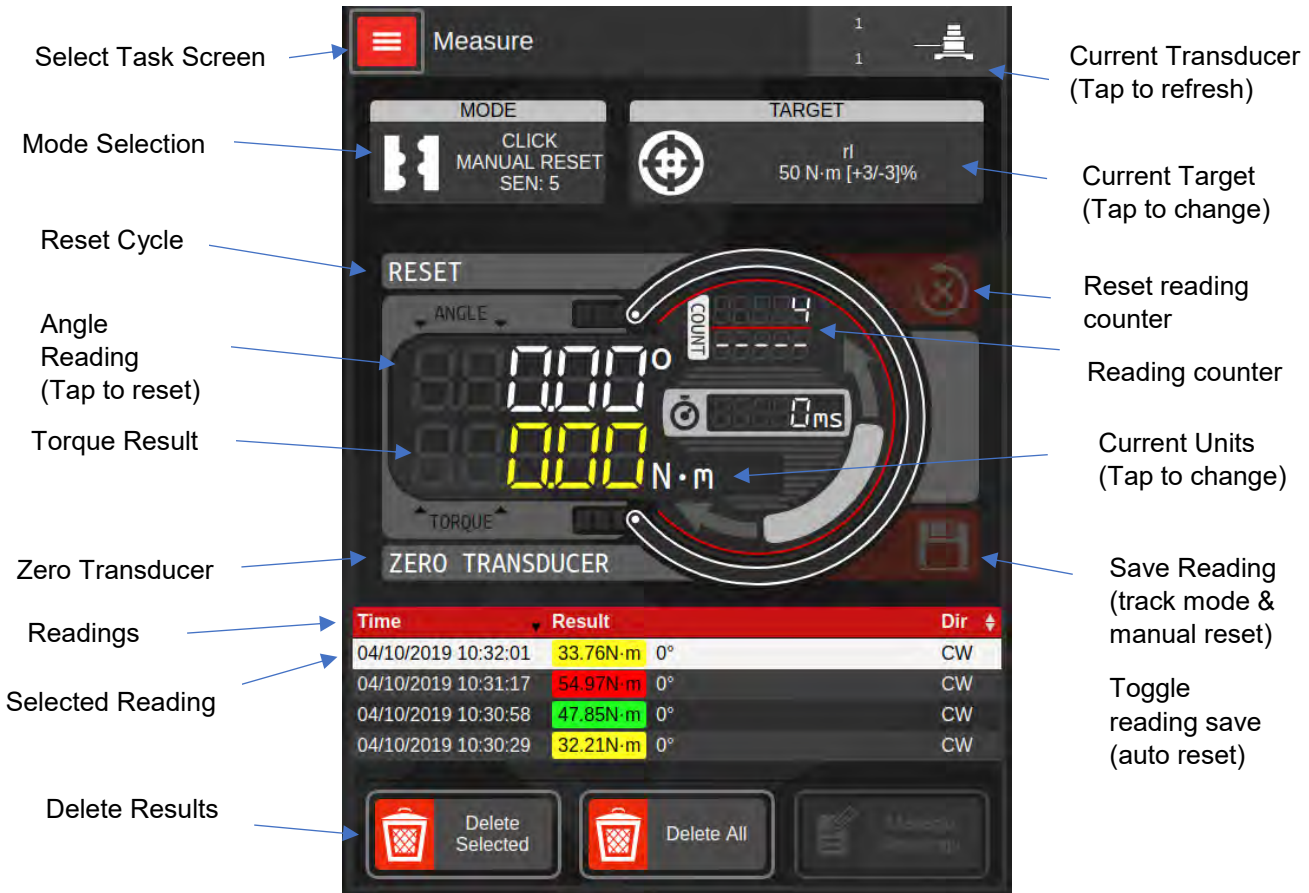 Select Task Screen
Measure
1
1
Current Transducer
(Tap to refresh)
MODE
TARGET
Mode Selection
CLICK
MANUAL RESET
SEN: 5
rl
50 N·m [+3/-3]%
Current Target
(Tap to change)
Reset Cycle
RESET
Reset reading
counter
ANGLE
COUNT
4
-----
Angle
Reading
(Tap to reset)
0.00°
Reading counter
0ms
Torque Result
0.00 N·m
Current Units
(Tap to change)
TORQUE
Zero Transducer
ZERO TRANSDUCER
Save Reading
(track mode &
manual reset)
Readings
Time Result Dir
04/10/2019 10:32:01 33.76N·m 0° CW
Selected Reading
04/10/2019 10:31:17 54.97N·m 0° CW
04/10/2019 10:30:58 47.85N·m 0° CW
04/10/2019 10:30:29 32.21N·m 0° CW
Toggle
reading save
(auto reset)
Delete Results
Delete
Selected
Delete All